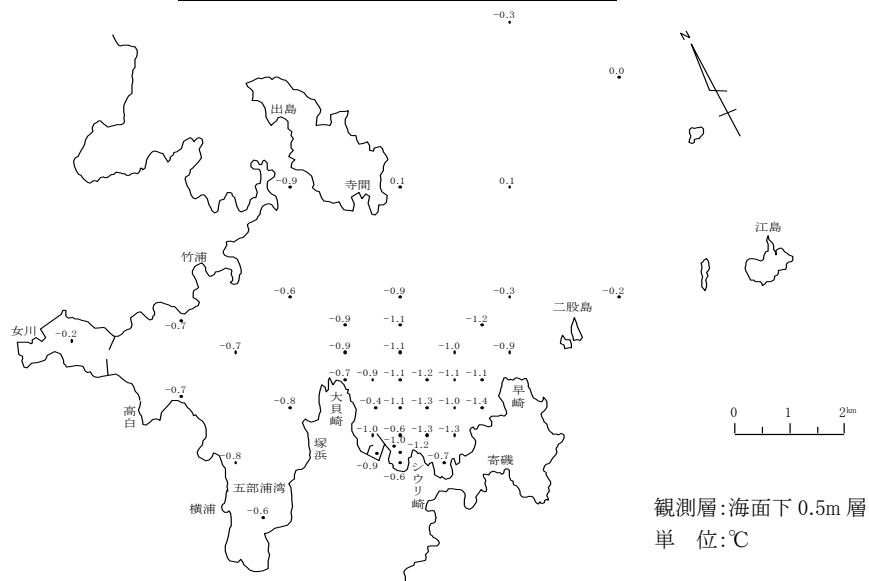 -0.3
0.0
N
出島
寺間
-0.9
0.1
0.1
江島
竹浦
-0.6
-0.9
-0.3
-0.2
二股島
女川
-0.2
-0.7
-0.9
-1.1
-1.2
-0.7
-0.9
-1.1
-1.0
-0.9
-0.7
-0.9
-1.1
-1.2
-1.1
-1.1
-0.7
大貝崎
早崎
高白
-0.8
-0.4
-1.1
-1.3
-1.0
-1.4
0 1 2km
塚浜
-1.0
-0.6
-1.3
-1.3
-1.0
-1.2
-0.8
-0.9
-0.7
-0.6
シウリ崎
寄磯
五部浦湾
横浦
-0.6
観測層:海面下 0.5m 層
単　位:℃